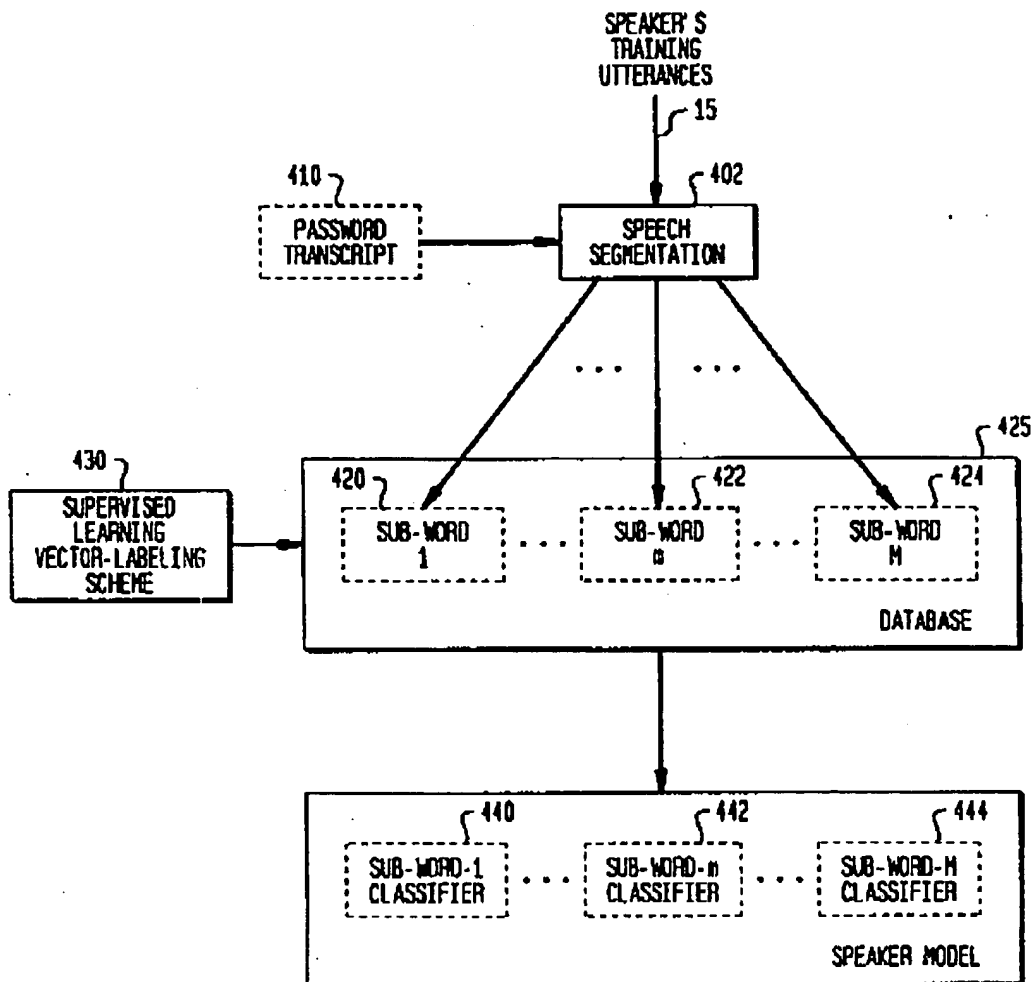 SPEAKER'S
TRAINING
UTTERANCES
15
410
402
PASSWORD
TRANSCRIPT
SPEECH
SEGMENTATION
... ...
425
430
420
422
424
SUPERVISED
LEARNING
VECTOR-LABELING
SCHEME
SUB-WORD
1
...
SUB-WORD
m
...
SUB-WORD
M
DATABASE
440
442
444
SUB-WORD-1
CLASSIFIER
...
SUB-WORD-m
CLASSIFIER
...
SUB-WORD-M
CLASSIFIER
SPEAKER MODEL